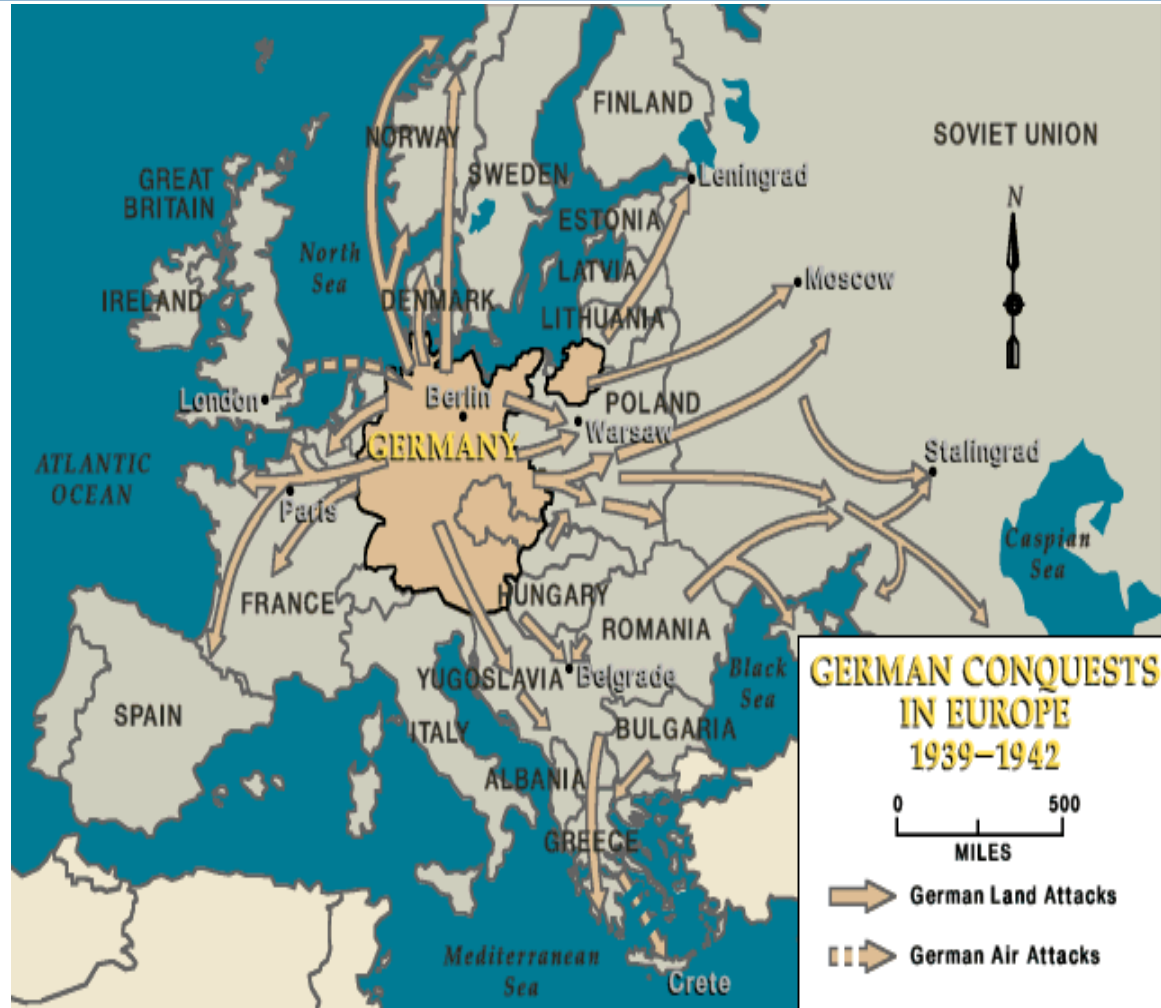 FINLAND
SOVIET UNION
NORWAY
SWEDEN
GREAT
BRITAIN
Leningrad
N
ESTONIA
North
Sea
LATVIA
Moscow
IRELAND
DENMARK
LITHUANIA
London
Berlin
POLAND
Warsaw
GERMANY
Stalingrad
ATLANTIC
OCEAN
Paris
Caspian
Sea
FRANCE
HUNGARY
ROMANIA
YUGOSLAVIA
Belgrade
Black
Sea
SPAIN
ITALY
BULGARIA
ALBANIA
GREECE
Mediterranean
Sea
Crete
GERMAN CONQUESTS
IN EUROPE
1939–1942
0 500
MILES
German Land Attacks
German Air Attacks